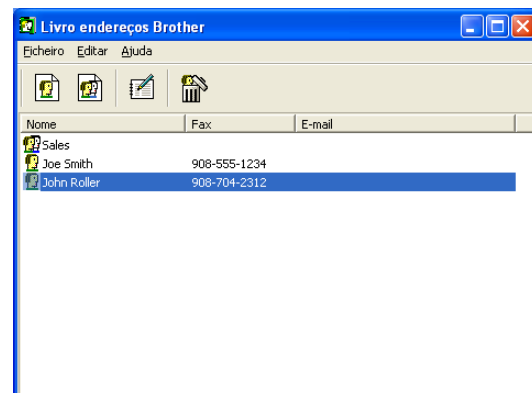 Livro endereços Brother
Ficheiro Editar Ajuda
Nome Fax E-mail
Sales
Joe Smith 908-555-1234
John Roller 908-704-2312